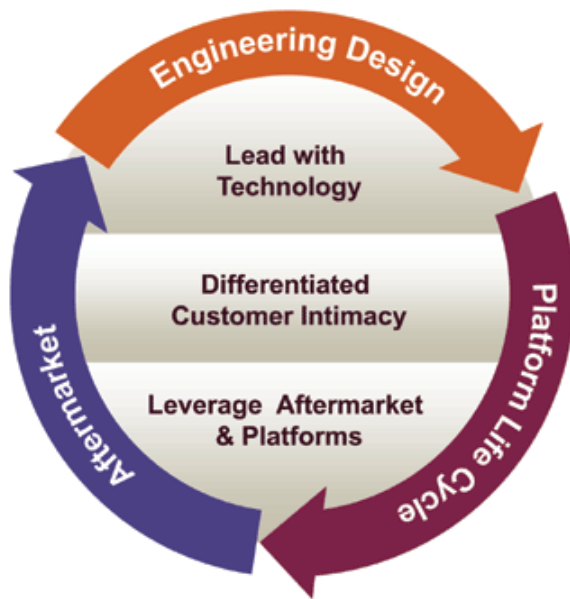 Engineering Design
Lead with
Technology
Differentiated
Customer Intimacy
Leverage Aftermarket
& Platforms
Platform Life Cycle
Aftermarket